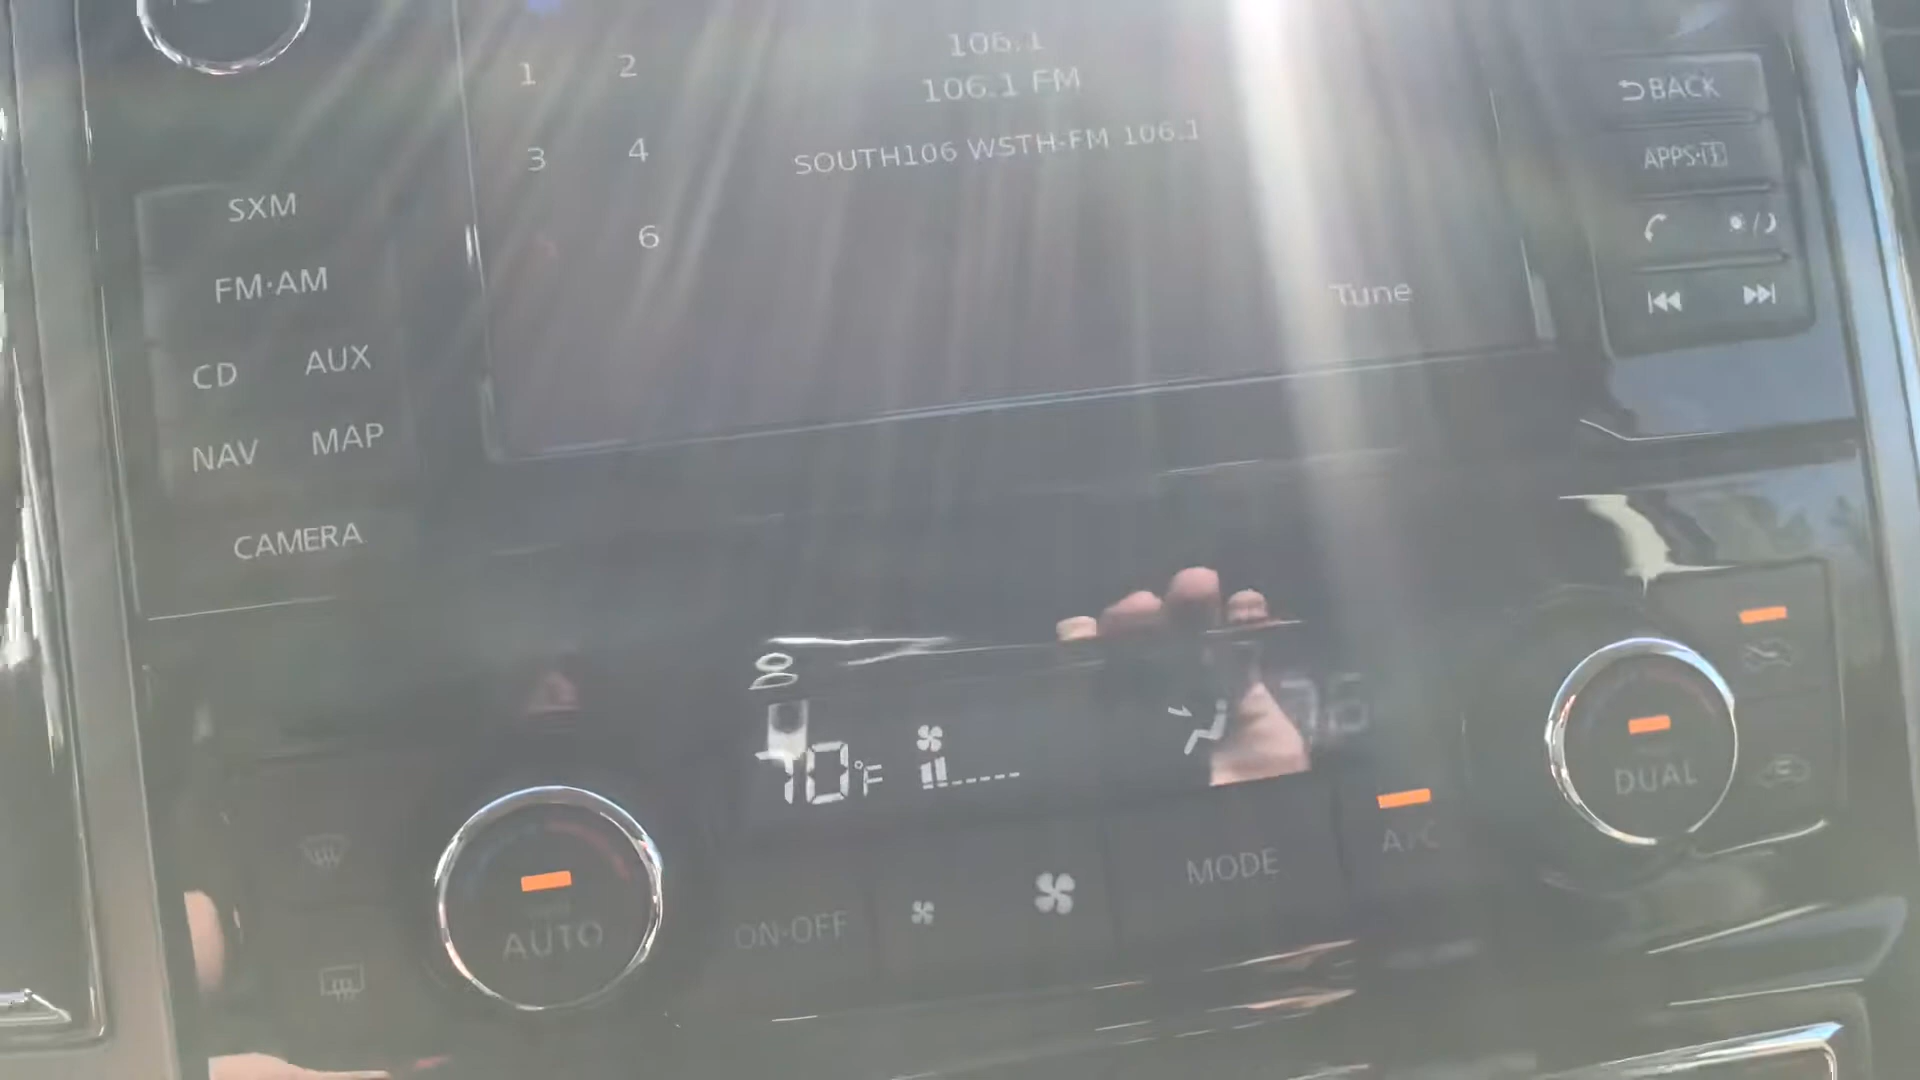 106.1
1 2
106.1 FM
BACK
3 4
SOUTH106 WSTH-FM 106.1
APPS·i
SXM
6
FM·AM
Tune
CD AUX
NAV MAP
CAMERA
70°F
76
DUAL
A/C
MODE
AUTO
ON·OFF